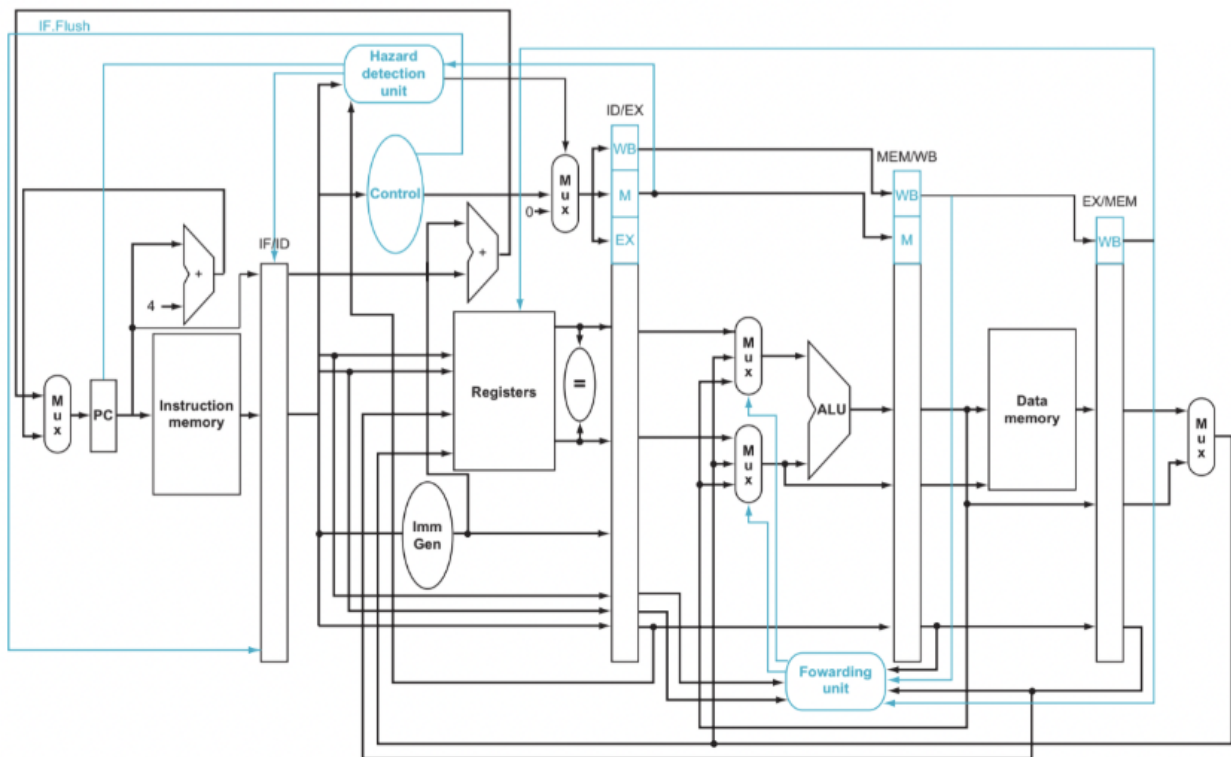 IF.Flush
Hazard
detection
unit
ID/EX
WB
MEM/WB
Control
M
u
x
M
WB
EX/MEM
0
IF/ID
+
EX
M
WB
+
4
M
u
x
Registers
=
M
u
x
PC
Instruction
memory
ALU
Data
memory
M
u
x
M
u
x
Imm
Gen
Fowarding
unit